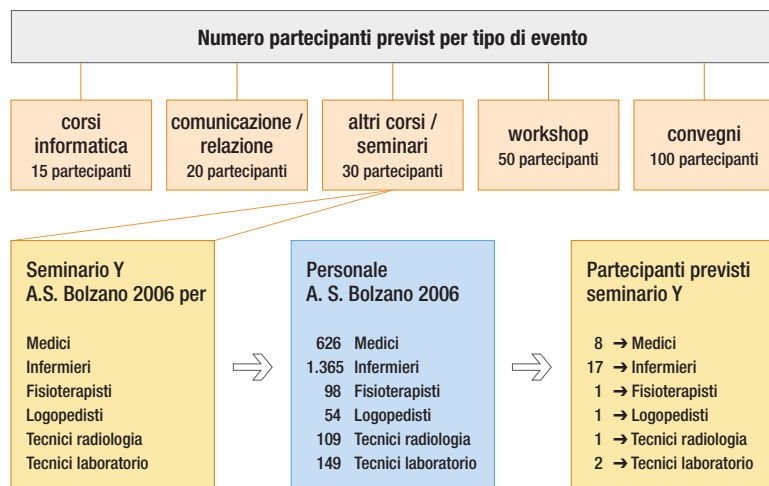 Numero partecipanti previst per tipo di evento
corsi
informatica
15 partecipanti
comunicazione /
relazione
20 partecipanti
altri corsi /
seminari
30 partecipanti
workshop
50 partecipanti
convegni
100 partecipanti
Seminario Y
A.S. Bolzano 2006 per
Medici
Infermieri
Fisioterapisti
Logopedisti
Tecnici radiologia
Tecnici laboratorio
Personale
A. S. Bolzano 2006
626 Medici
1.365 Infermieri
98 Fisioterapisti
54 Logopedisti
109 Tecnici radiologia
149 Tecnici laboratorio
Partecipanti previsti
seminario Y
8 ➔ Medici
17 ➔ Infermieri
1 ➔ Fisioterapisti
1 ➔ Logopedisti
1 ➔ Tecnici radiologia
2 ➔ Tecnici laboratorio